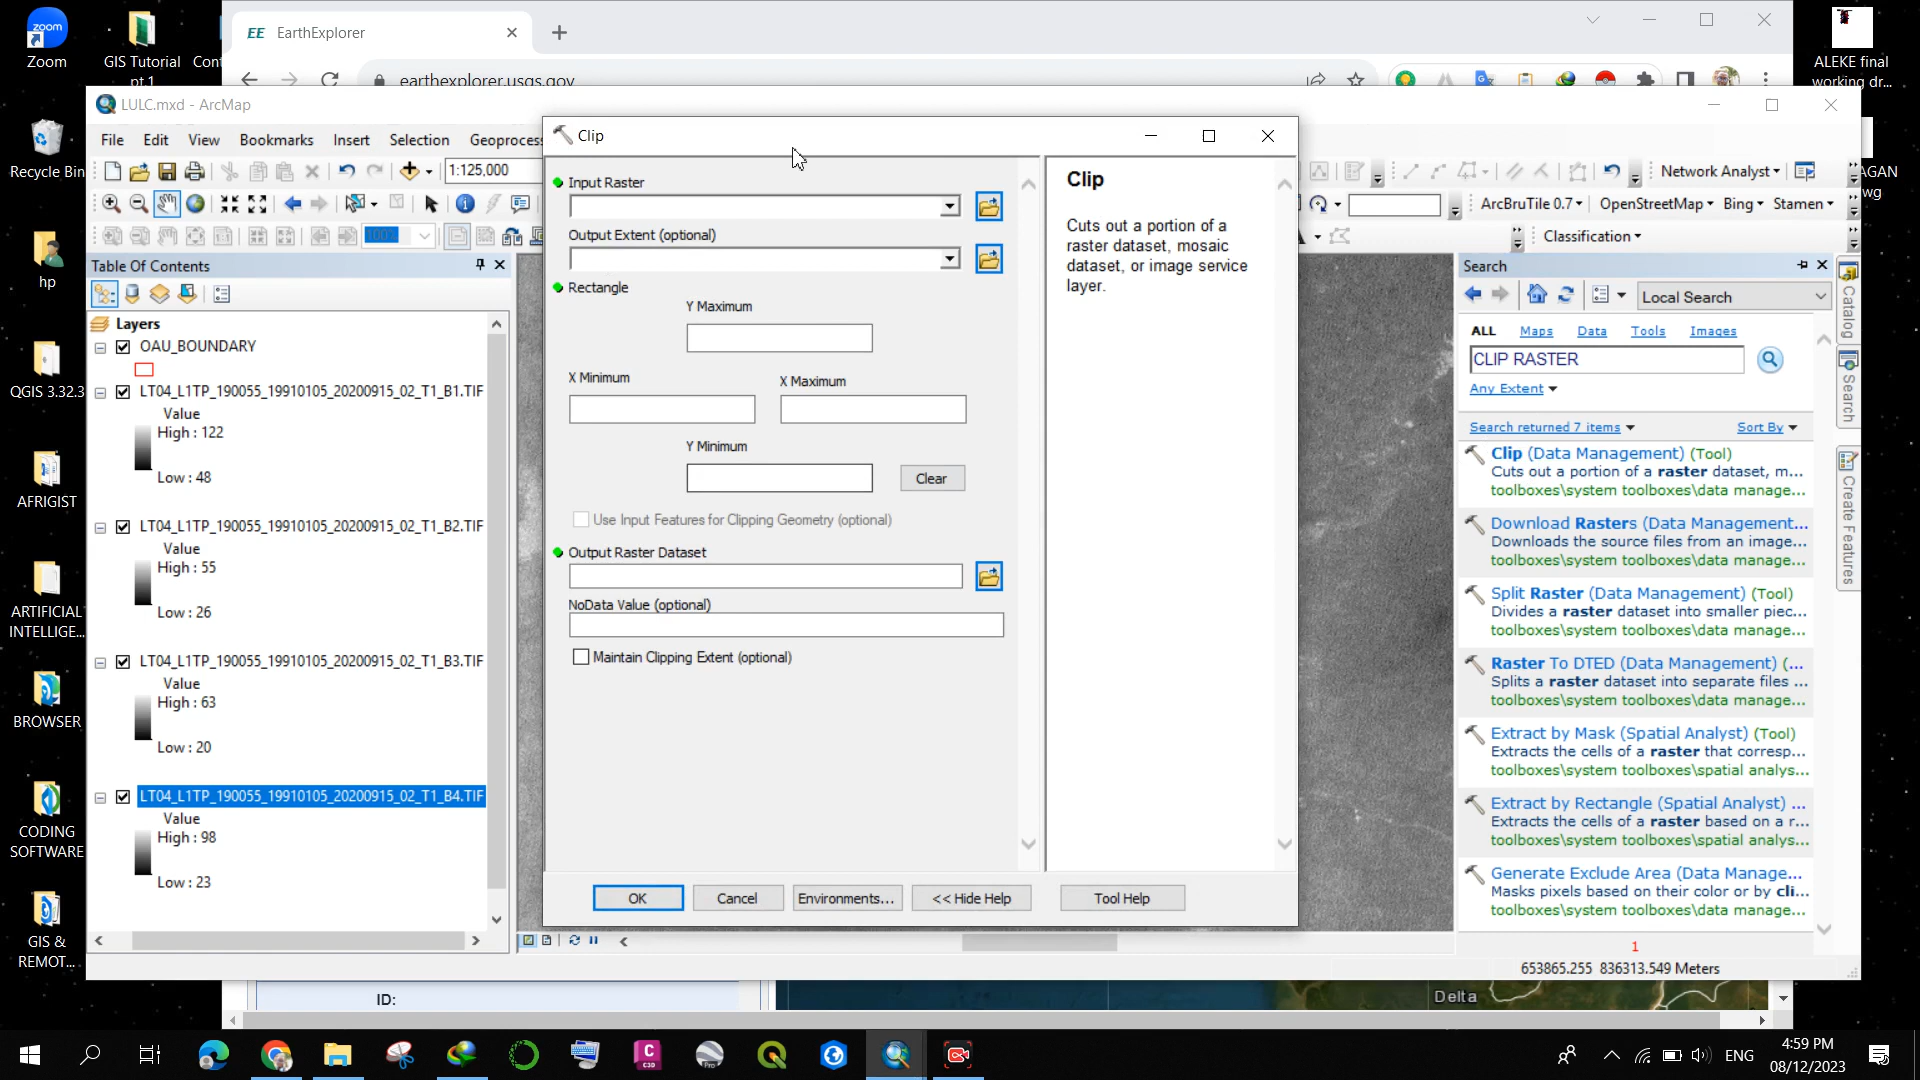 EE EarthExplorer
earthexplorer.usgs.gov
Zoom
GIS Tutorial
pt.1
Recycle Bin
hp
QGIS 3.32.3
AFRIGIST
ARTIFICIAL
INTELLIGE...
BROWSER
CODING
SOFTWARE
GIS &
REMOT...
ALEKE final
working dr...
LULC.mxd - ArcMap
File Edit View Bookmarks Insert Selection
1:125,000
100%
Network Analyst
ArcBruTile 0.7 OpenStreetMap Bing Stamen
Classification
Table Of Contents
Layers
OAU_BOUNDARY
LT04_L1TP_190055_19910105_20200915_02_T1_B1.TIF
Value
High : 122
Low : 48
LT04_L1TP_190055_19910105_20200915_02_T1_B2.TIF
Value
High : 55
Low : 26
LT04_L1TP_190055_19910105_20200915_02_T1_B3.TIF
Value
High : 63
Low : 20
LT04_L1TP_190055_19910105_20200915_02_T1_B4.TIF
Value
High : 98
Low : 23
Clip
Input Raster
Output Extent (optional)
Rectangle
Y Maximum
X Minimum
X Maximum
Y Minimum
Clear
Use Input Features for Clipping Geometry (optional)
Output Raster Dataset
NoData Value (optional)
Maintain Clipping Extent (optional)
OK Cancel Environments... << Hide Help Tool Help
Clip
Cuts out a portion of a
raster dataset, mosaic
dataset, or image service
layer.
Search
Local Search
ALL Maps Data Tools Images
CLIP RASTER
Any Extent
Search returned 7 items Sort By
Clip (Data Management) (Tool)
Cuts out a portion of a raster dataset, m...
toolboxes\system toolboxes\data manage...
Download Rasters (Data Management...
Downloads the source files from an image...
toolboxes\system toolboxes\data manage...
Split Raster (Data Management) (Tool)
Divides a raster dataset into smaller piec...
toolboxes\system toolboxes\data manage...
Raster To DTED (Data Management) (...
Splits a raster dataset into separate files ...
toolboxes\system toolboxes\data manage...
Extract by Mask (Spatial Analyst) (Tool)
Extracts the cells of a raster that corresp...
toolboxes\system toolboxes\spatial analys...
Extract by Rectangle (Spatial Analyst) ...
Extracts the cells of a raster based on a r...
toolboxes\system toolboxes\spatial analys...
Generate Exclude Area (Data Manage...
Masks pixels based on their color or by cli...
toolboxes\system toolboxes\data manage...
1
Catalog
Search
Create Features
653865.255 836313.549 Meters
ID:
Delta
ENG
4:59 PM
08/12/2023